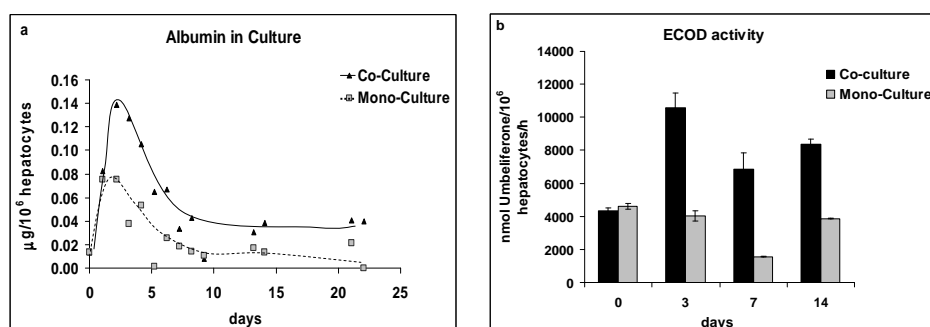 a
Albumin in Culture
Co-Culture
Mono-Culture
0.16
0.14
0.12
0.10
0.08
0.06
0.04
0.02
0.00
µg/10⁶ hepatocytes
0
5
10
15
20
25
days
b
ECOD activity
Co-culture
Mono-Culture
14000
12000
10000
8000
6000
4000
2000
0
nmol Umbeliferone/10⁶
hepatocytes/h
0
3
7
14
days